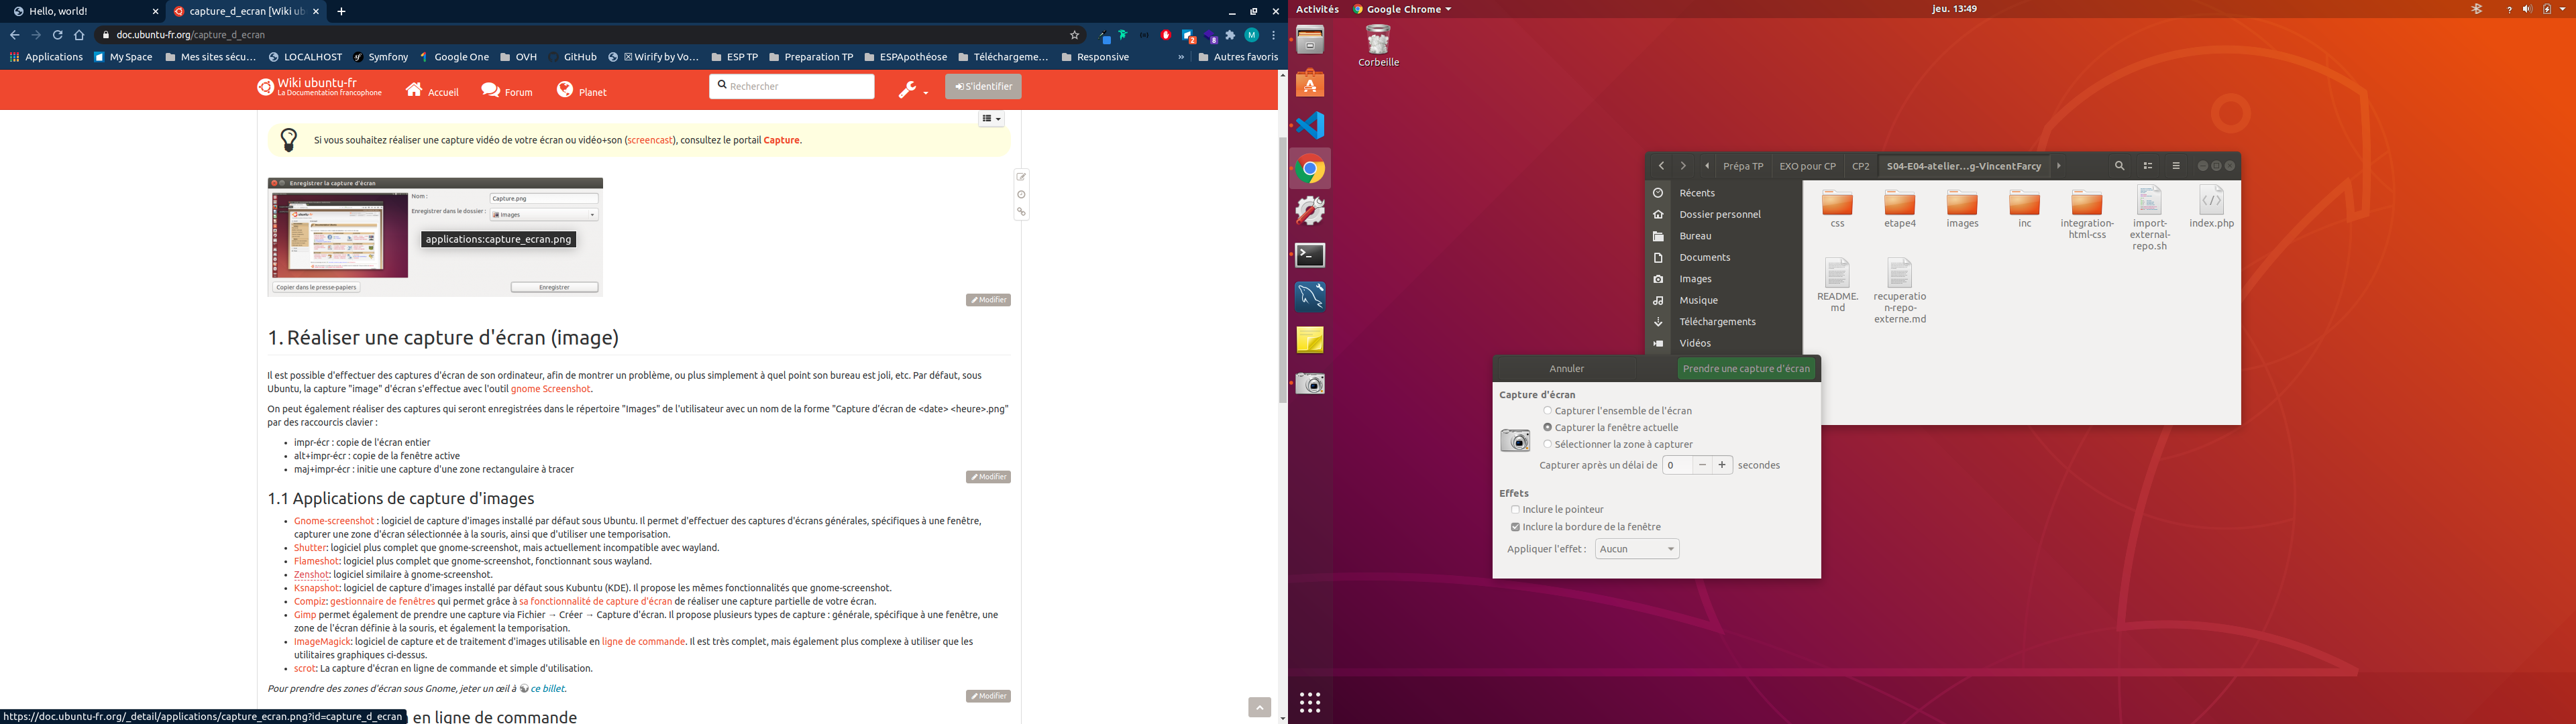 Hello, world!
capture_d_ecran [Wiki ub
doc.ubuntu-fr.org/capture_d_ecran
Applications
My Space
Mes sites sécu…
LOCALHOST
Symfony
Google One
OVH
GitHub
Wirify by Vo…
ESP TP
Preparation TP
ESPApothéose
Téléchargeme…
Responsive
»
Autres favoris
Wiki ubuntu-fr
La Documentation francophone
Accueil
Forum
Planet
Rechercher
S'identifier
Si vous souhaitez réaliser une capture vidéo de votre écran ou vidéo+son (screencast), consultez le portail Capture.
Enregistrer la capture d'écran
Nom :
Capture.png
Enregistrer dans le dossier :
Images
applications:capture_ecran.png
Copier dans le presse-papiers
Enregistrer
Modifier
1. Réaliser une capture d'écran (image)
Il est possible d'effectuer des captures d'écran de son ordinateur, afin de montrer un problème, ou plus simplement à quel point son bureau est joli, etc. Par défaut, sous
Ubuntu, la capture "image" d'écran s'effectue avec l'outil gnome Screenshot.
On peut également réaliser des captures qui seront enregistrées dans le répertoire "Images" de l'utilisateur avec un nom de la forme "Capture d'écran de <date> <heure>.png"
par des raccourcis clavier :
impr-écr : copie de l'écran entier
alt+impr-écr : copie de la fenêtre active
maj+impr-écr : initie une capture d'une zone rectangulaire à tracer
Modifier
1.1 Applications de capture d'images
Gnome-screenshot : logiciel de capture d'images installé par défaut sous Ubuntu. Il permet d'effectuer des captures d'écrans générales, spécifiques à une fenêtre,
capturer une zone d'écran sélectionnée à la souris, ainsi que d'utiliser une temporisation.
Shutter: logiciel plus complet que gnome-screenshot, mais actuellement incompatible avec wayland.
Flameshot: logiciel plus complet que gnome-screenshot, fonctionnant sous wayland.
Zenshot: logiciel similaire à gnome-screenshot.
Ksnapshot: logiciel de capture d'images installé par défaut sous Kubuntu (KDE). Il propose les mêmes fonctionnalités que gnome-screenshot.
Compiz: gestionnaire de fenêtres qui permet grâce à sa fonctionnalité de capture d'écran de réaliser une capture partielle de votre écran.
Gimp permet également de prendre une capture via Fichier → Créer → Capture d'écran. Il propose plusieurs types de capture : générale, spécifique à une fenêtre, une
zone de l'écran définie à la souris, et également la temporisation.
ImageMagick: logiciel de capture et de traitement d'images utilisable en ligne de commande. Il est très complet, mais également plus complexe à utiliser que les
utilitaires graphiques ci-dessus.
scrot: La capture d'écran en ligne de commande et simple d'utilisation.
Pour prendre des zones d'écran sous Gnome, jeter un œil à ce billet.
Modifier
en ligne de commande
https://doc.ubuntu-fr.org/_detail/applications/capture_ecran.png?id=capture_d_ecran
Activités
Google Chrome
jeu. 13:49
Corbeille
Prépa TP
EXO pour CP
CP2
S04-E04-atelier…g-VincentFarcy
Récents
Dossier personnel
Bureau
Documents
Images
Musique
Téléchargements
Vidéos
css
etape4
images
inc
integration-
html-css
import-
external-
repo.sh
index.php
README.
md
recuperatio
n-repo-
externe.md
Annuler
Prendre une capture d'écran
Capture d'écran
Capturer l'ensemble de l'écran
Capturer la fenêtre actuelle
Sélectionner la zone à capturer
Capturer après un délai de 0 − + secondes
Effets
Inclure le pointeur
Inclure la bordure de la fenêtre
Appliquer l'effet : Aucun